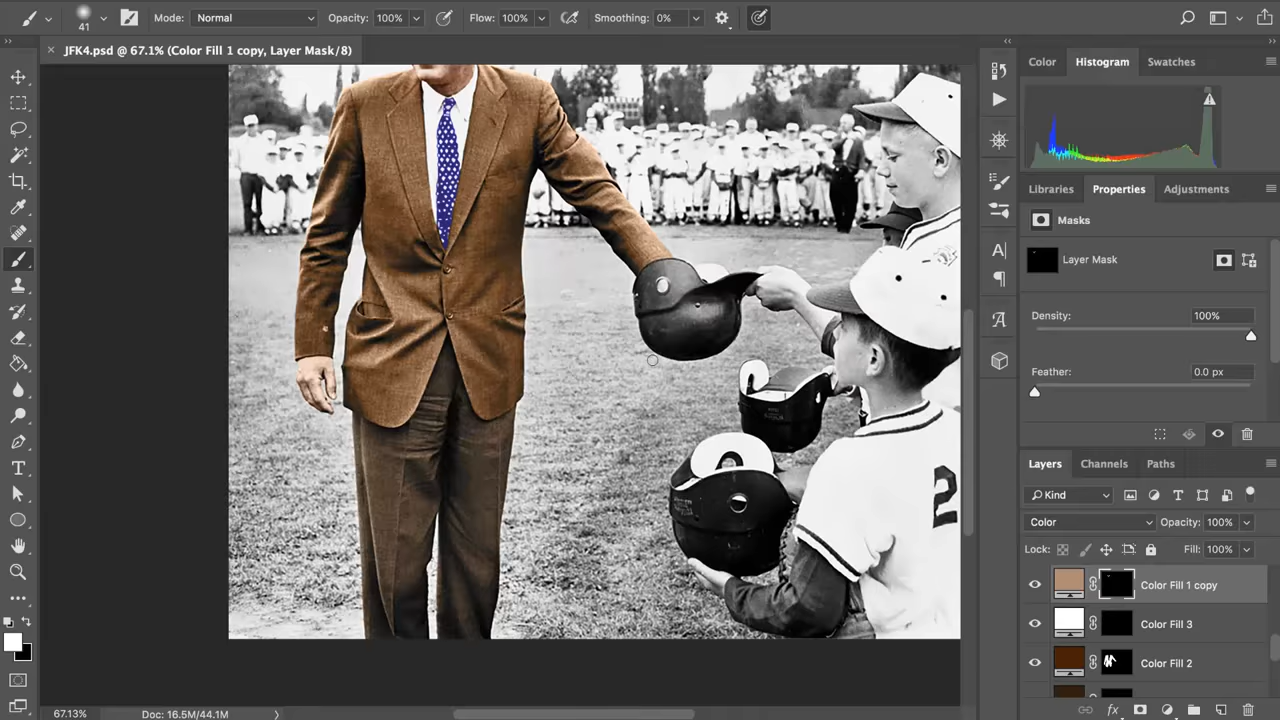 41
Mode: Normal
Opacity: 100%
Flow: 100%
Smoothing: 0%
JFK4.psd @ 67.1% (Color Fill 1 copy, Layer Mask/8)
Color
Histogram
Swatches
Libraries
Properties
Adjustments
Masks
Layer Mask
Density: 100%
Feather: 0.0 px
Layers
Channels
Paths
Kind
Color
Opacity: 100%
Lock:
Fill: 100%
Color Fill 1 copy
Color Fill 3
Color Fill 2
fx
2
67.13%
Doc: 16.5M/44.1M